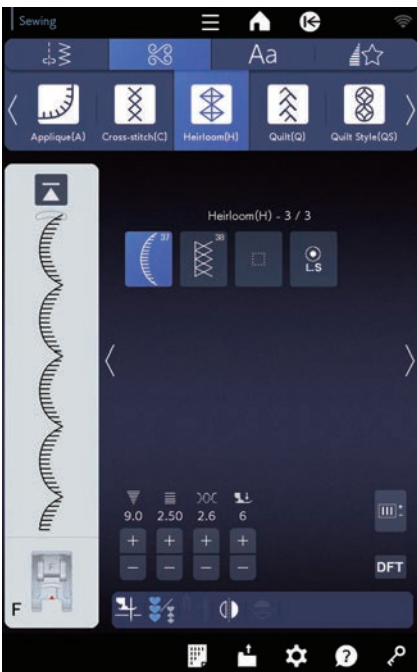 Sewing
Aa
Applique(A) Cross-stitch(C) Heirloom(H) Quilt(Q) Quilt Style(QS)
Heirloom(H) - 3 / 3
37 38
L.S
9.0 2.50 2.6 6
+ + + +
− − − −
DFT
F
?